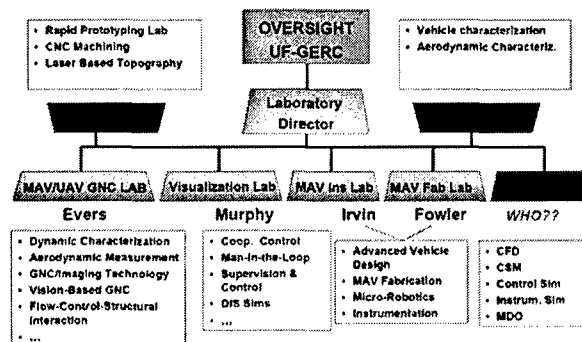 • Rapid Prototyping Lab
• CNC Machining
• Laser Based Topography
OVERSIGHT
UF-GERC
• Vehicle characterization
• Aerodynamic Characteriz.
Laboratory
Director
MAV/UAV GNC LAB
Visualization Lab
MAV Ins Lab
MAV Fab Lab
Evers
Murphy
Irvin
Fowler
WHO??
• Dynamic Characterization
• Aerodynamic Measurement
• GNC/Imaging Technology
• Vision-Based GNC
• Flow-Control-Structural
Interaction
• ...
• Coop. Control
• Man-in-the-Loop
• Supervision &
Control
• DIS Sims
• ...
• Advanced Vehicle
Design
• MAV Fabrication
• Micro-Robotics
• Instrumentation
• CFD
• CSM
• Control Sim
• Instrum. Sim
• MDO